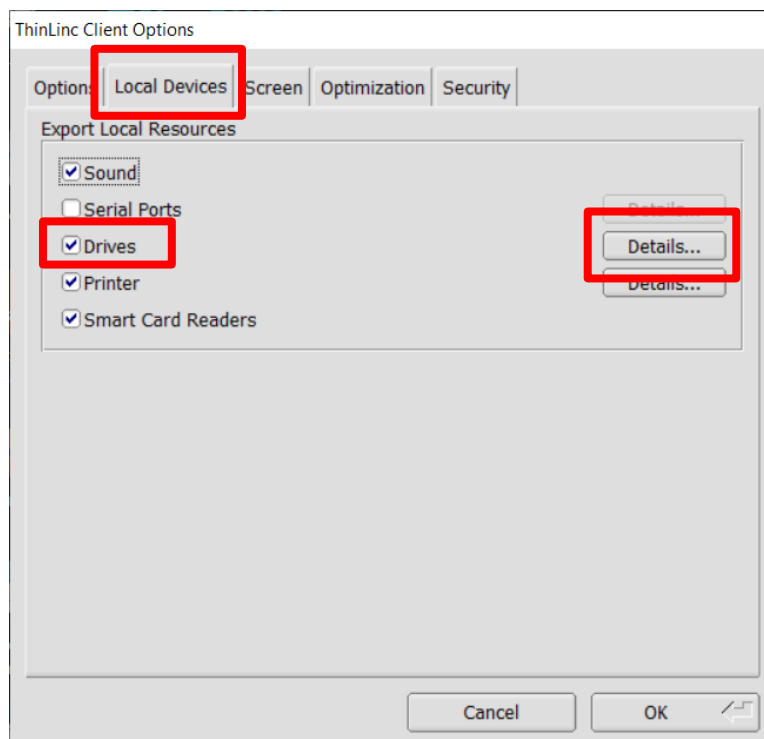 ThinLinc Client Options
Options Local Devices Screen Optimization Security
Export Local Resources
Sound
Serial Ports Details...
Drives Details...
Printer Details...
Smart Card Readers
Cancel OK